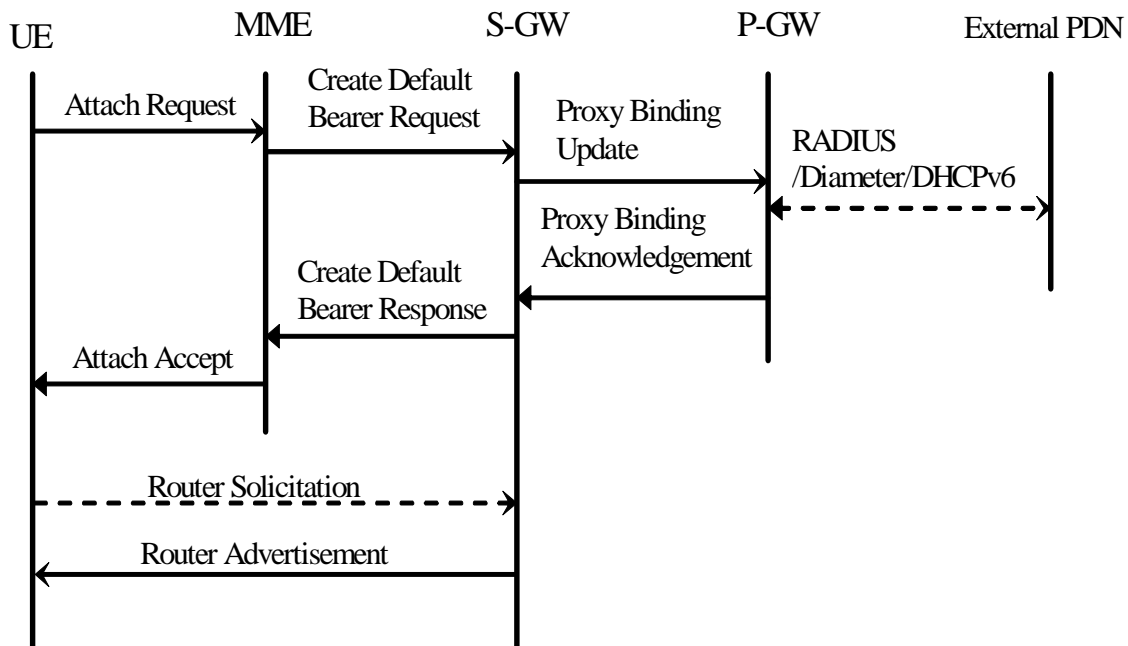 UE
MME
S-GW
P-GW
External PDN
Attach Request
Create Default
Bearer Request
Proxy Binding
Update
RADIUS
/Diameter/DHCPv6
Proxy Binding
Acknowledgement
Create Default
Bearer Response
Attach Accept
Router Solicitation
Router Advertisement